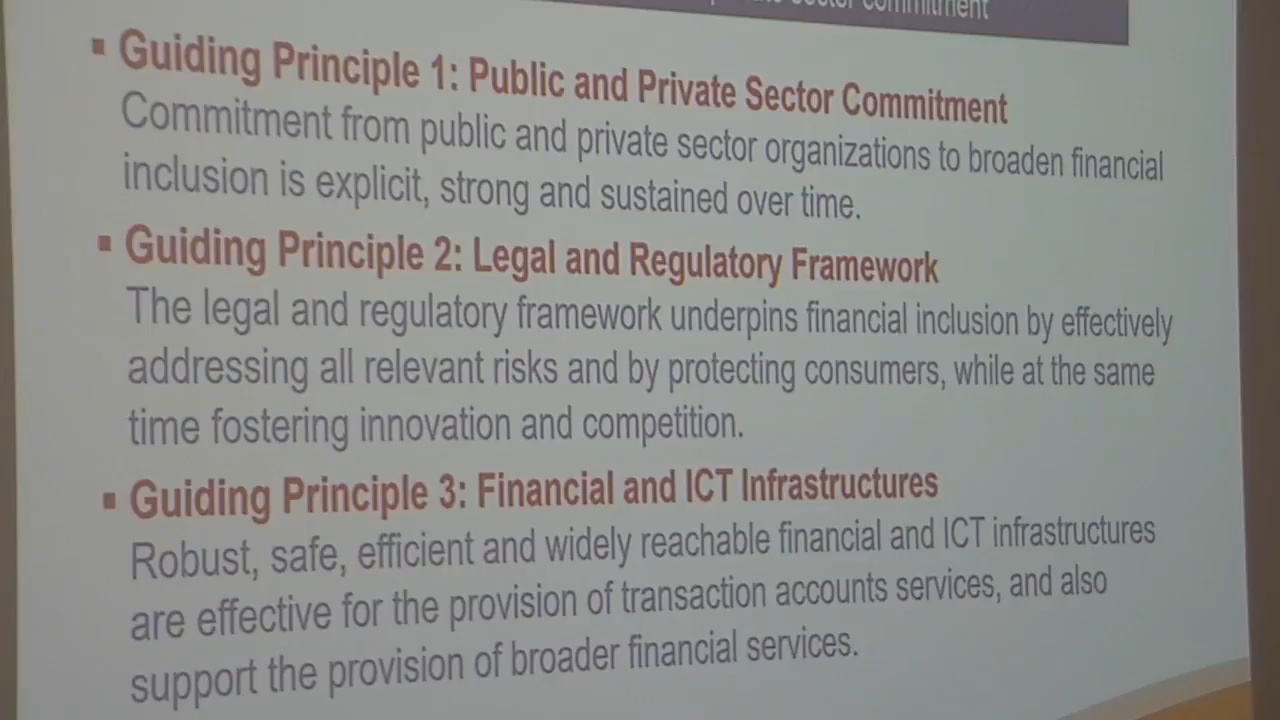 sector commitment
▪ Guiding Principle 1: Public and Private Sector Commitment
Commitment from public and private sector organizations to broaden financial
inclusion is explicit, strong and sustained over time.
▪ Guiding Principle 2: Legal and Regulatory Framework
The legal and regulatory framework underpins financial inclusion by effectively
addressing all relevant risks and by protecting consumers, while at the same
time fostering innovation and competition.
▪ Guiding Principle 3: Financial and ICT Infrastructures
Robust, safe, efficient and widely reachable financial and ICT infrastructures
are effective for the provision of transaction accounts services, and also
support the provision of broader financial services.